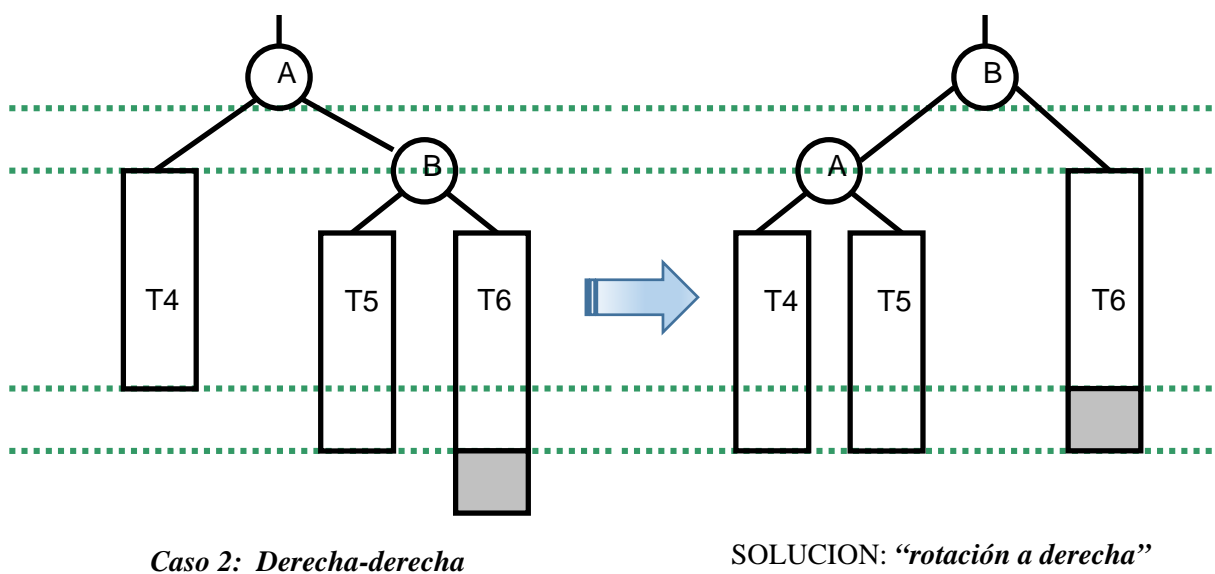 A
B
B
A
T4
T5
T6
T4
T5
T6
Caso 2: Derecha-derecha
SOLUCION: “rotación a derecha”